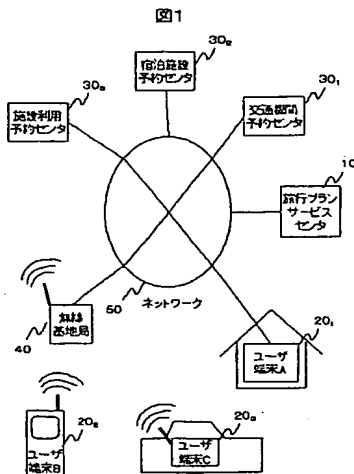 図1
30₂
宿泊施設
予約センタ
30₃
施設利用
予約センタ
30₁
交通機関
予約センタ
10
旅行プラン
サービス
センタ
50
ネットワーク
40
無線
基地局
20₁
ユーザ
端末A
20₂
ユーザ
端末B
20₃
ユーザ
端末C